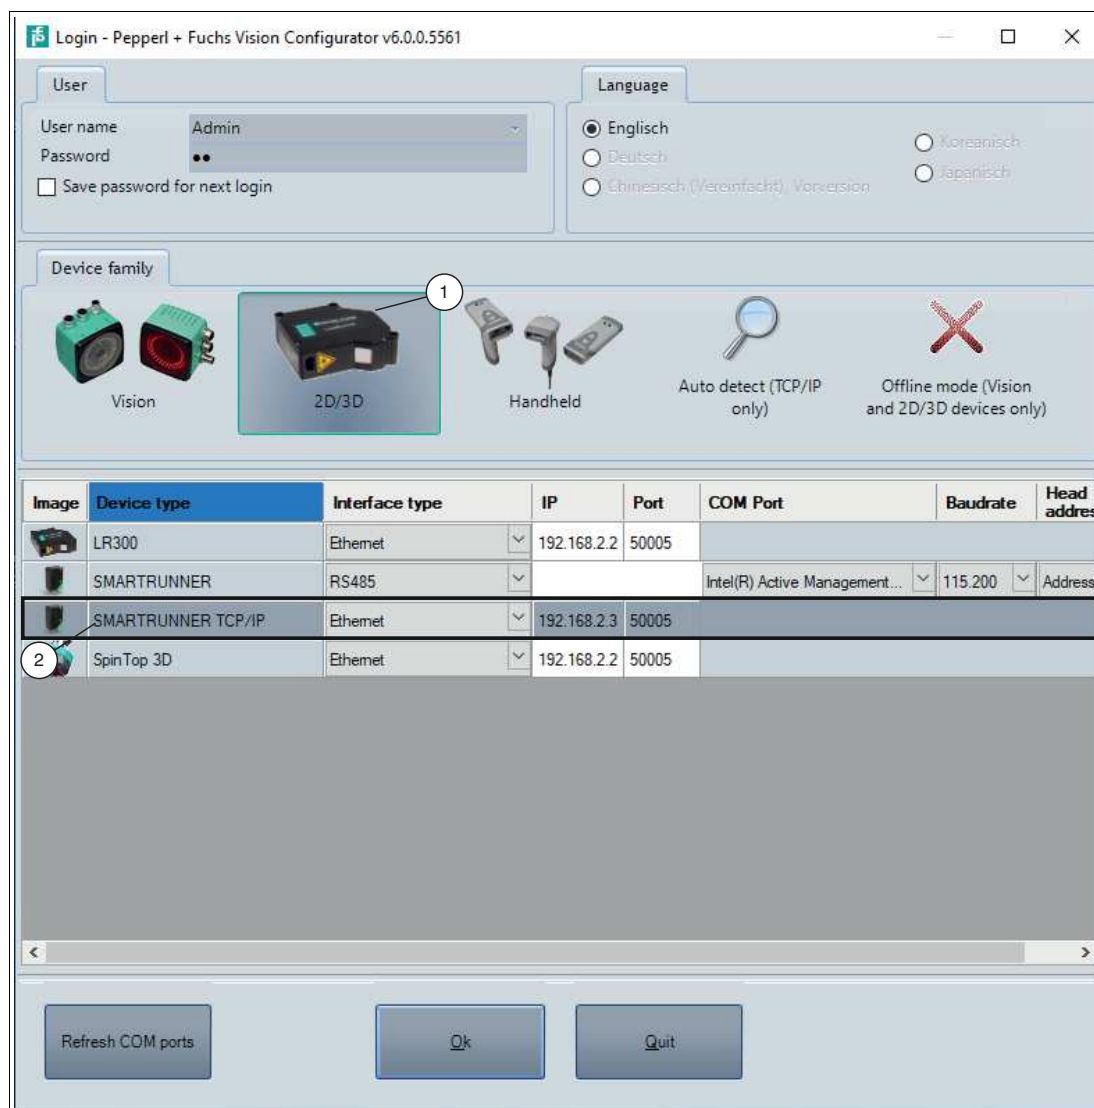 Login - Pepperl + Fuchs Vision Configurator v6.0.0.5561
User
Language
User name
Admin
Password
••
Save password for next login
Englisch
Deutsch
Chinesisch (Vereinfacht), Vorversion
Koreanisch
Japanisch
Device family
1
Vision
2D/3D
Handheld
Auto detect (TCP/IP
only)
Offline mode (Vision
and 2D/3D devices only)
Image Device type Interface type IP Port COM Port Baudrate Head
addres
LR300 Ethernet 192.168.2.2 50005
SMARTRUNNER RS485 Intel(R) Active Management... 115.200 Address
SMARTRUNNER TCP/IP Ethernet 192.168.2.3 50005
2
SpinTop 3D Ethernet 192.168.2.2 50005
Refresh COM ports
Ok
Quit